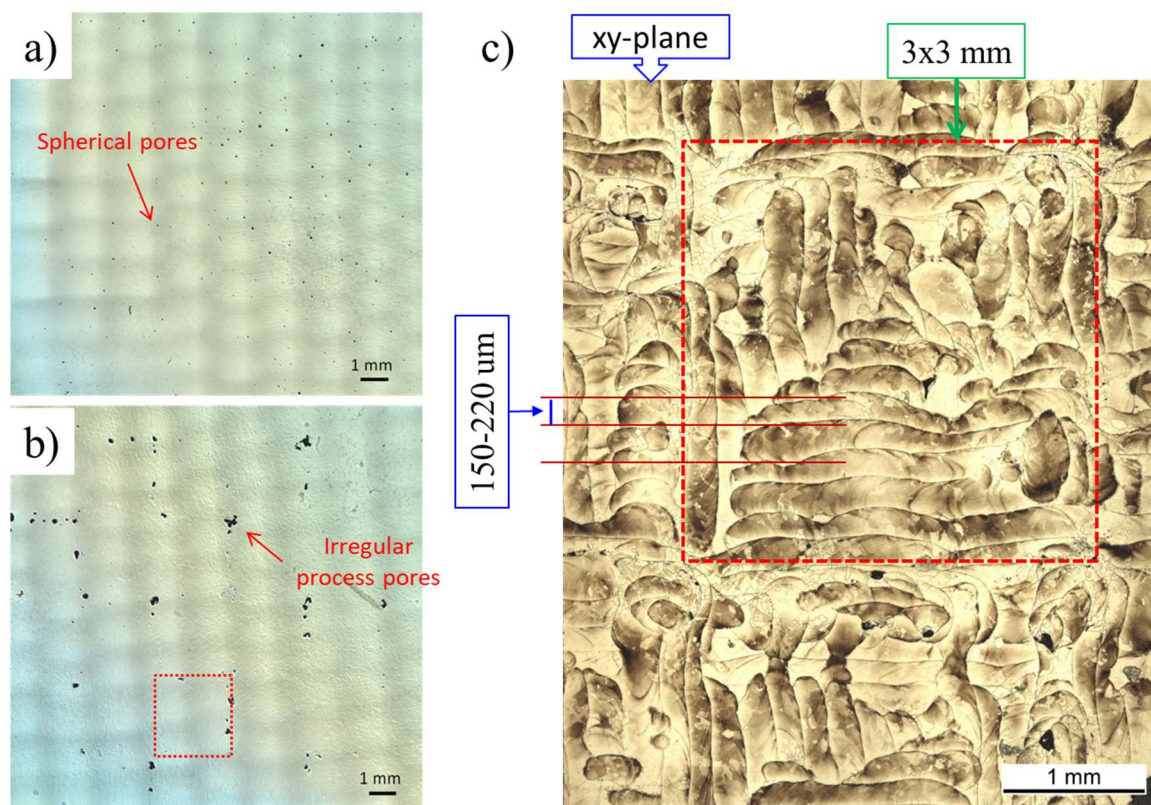 a)
Spherical pores
1 mm
b)
Irregular
process pores
1 mm
c)
xy-plane
3x3 mm
150-220 um
1 mm